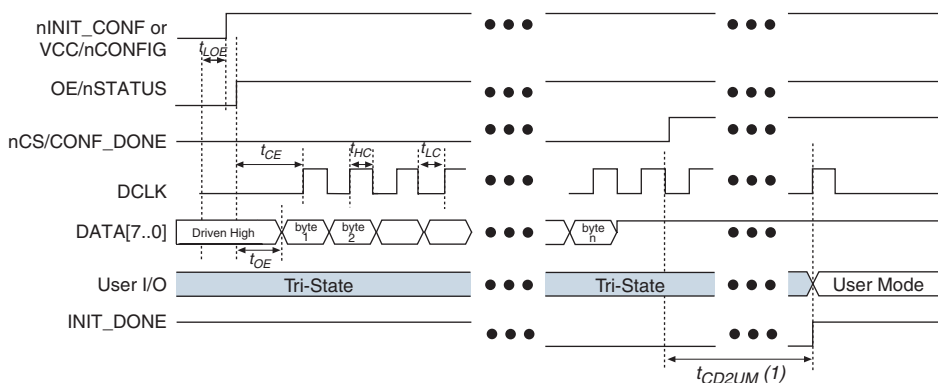 nINIT_CONF or
VCC/nCONFIG
tLOE
OE/nSTATUS
nCS/CONF_DONE
tCE
tHC
tLC
DCLK
DATA[7..0]
Driven High
byte
1
byte
2
byte
n
tOE
User I/O
Tri-State
Tri-State
User Mode
INIT_DONE
tCD2UM (1)